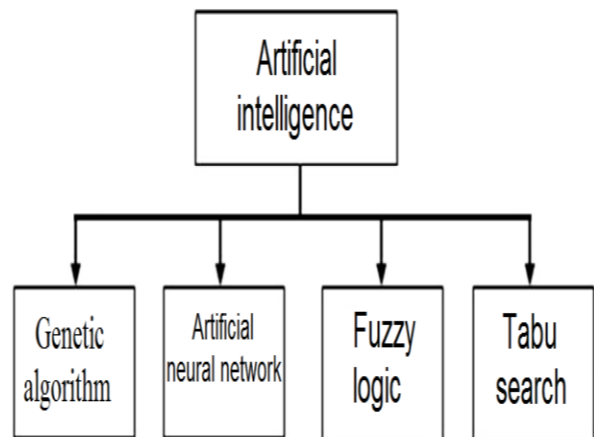 Artificial
intelligence
Genetic
algorithm
Artificial
neural network
Fuzzy
logic
Tabu
search